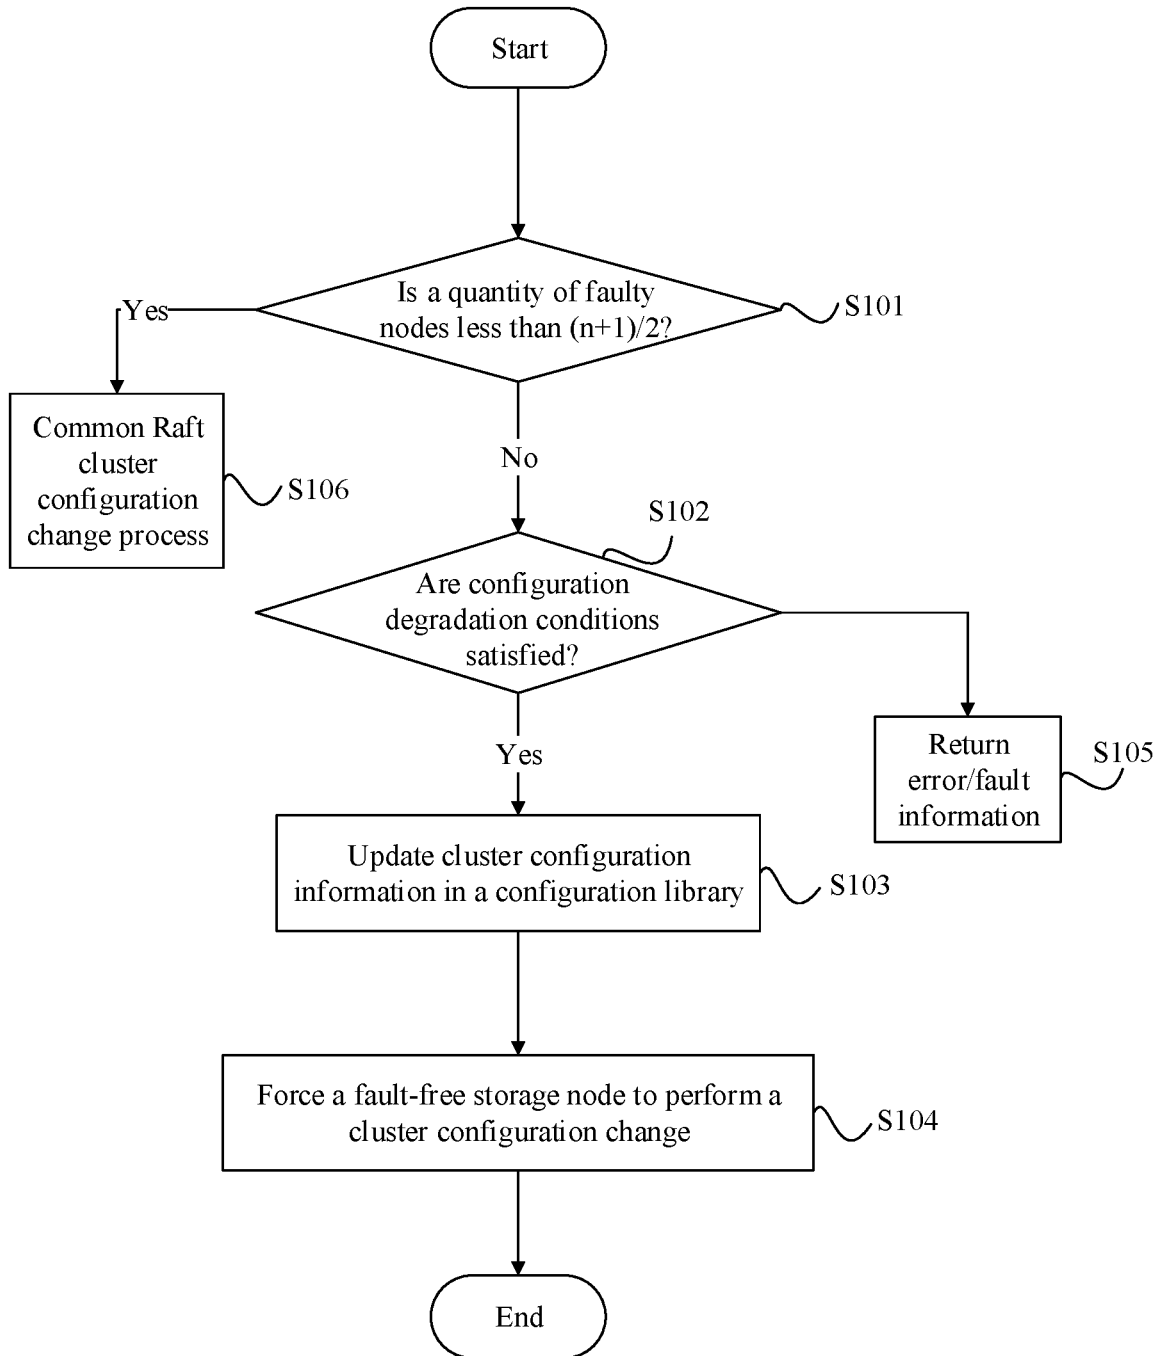 Start
Is a quantity of faulty
nodes less than (n+1)/2?
S101
Yes
Common Raft
cluster
configuration
change process
S106
No
S102
Are configuration
degradation conditions
satisfied?
Yes
Return
error/fault
information
S105
Update cluster configuration
information in a configuration library
S103
Force a fault-free storage node to perform a
cluster configuration change
S104
End